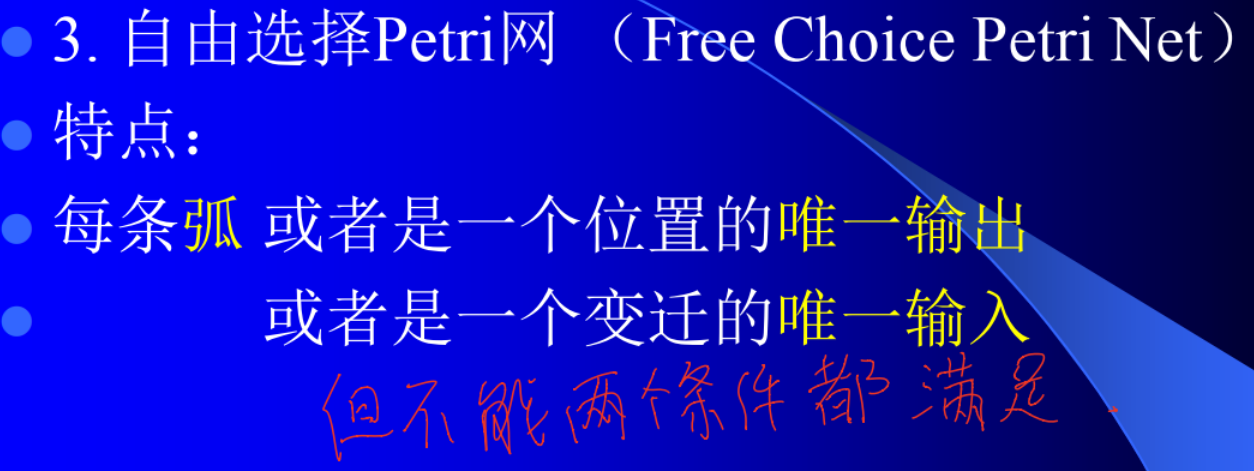 3. 自由选择Petri网 （Free Choice Petri Net）
特点：
每条弧 或者是一个位置的唯一输出
或者是一个变迁的唯一输入
但不能两个条件都满足.